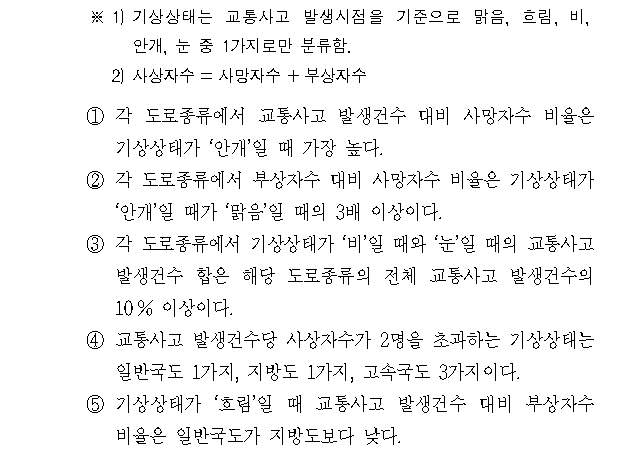 ※ 1) 기상상태는 교통사고 발생시점을 기준으로 맑음, 흐림, 비,
안개, 눈 중 1가지로만 분류함.
2) 사상자수 = 사망자수 + 부상자수
① 각 도로종류에서 교통사고 발생건수 대비 사망자수 비율은
기상상태가 ‘안개’일 때 가장 높다.
② 각 도로종류에서 부상자수 대비 사망자수 비율은 기상상태가
‘안개’일 때가 ‘맑음’일 때의 3배 이상이다.
③ 각 도로종류에서 기상상태가 ‘비’일 때와 ‘눈’일 때의 교통사고
발생건수 합은 해당 도로종류의 전체 교통사고 발생건수의
10% 이상이다.
④ 교통사고 발생건수당 사상자수가 2명을 초과하는 기상상태는
일반국도 1가지, 지방도 1가지, 고속국도 3가지이다.
⑤ 기상상태가 ‘흐림’일 때 교통사고 발생건수 대비 부상자수
비율은 일반국도가 지방도보다 낮다.